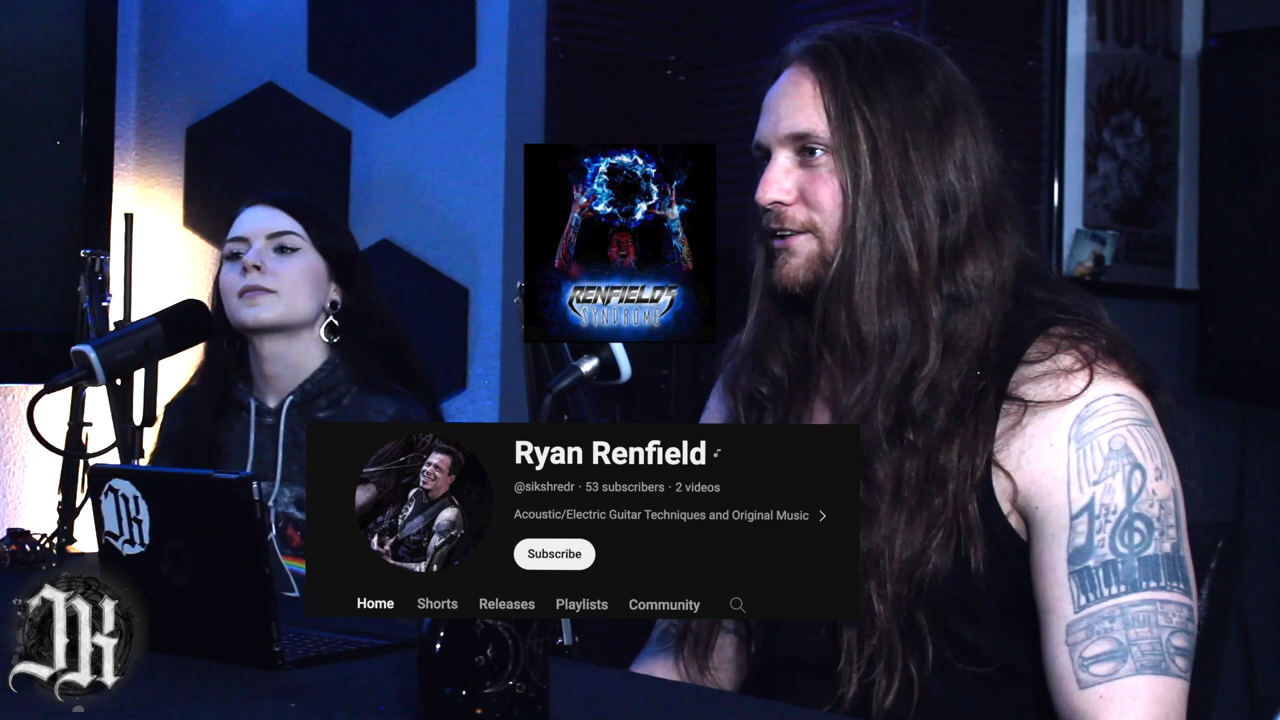 TOOL
RENFIELD'S
SYNDROME
Ryan Renfield
@sikshredr · 53 subscribers · 2 videos
Acoustic/Electric Guitar Techniques and Original Music
Subscribe
Home Shorts Releases Playlists Community